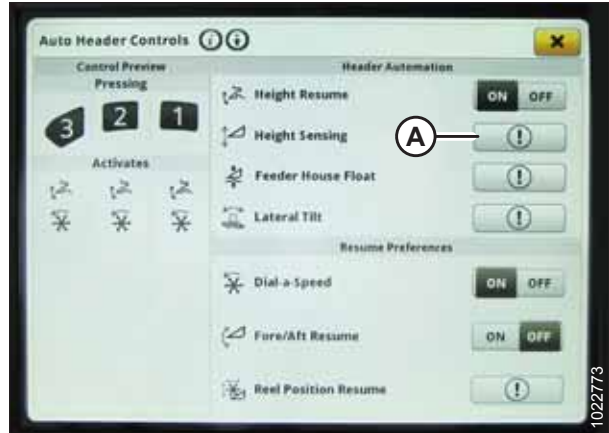 Auto Header Controls
Control Preview
Pressing
3 2 1
Activates
Header Automation
Height Resume ON OFF
Height Sensing A
Feeder House Float
Lateral Tilt
Resume Preferences
Dial-a-Speed ON OFF
Fore/Aft Resume ON OFF
Reel Position Resume
1022773